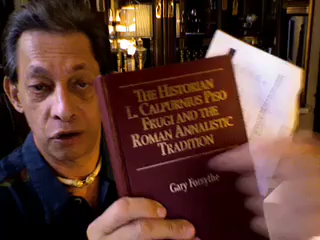 THE HISTORIAN
L. CALPURNIUS PISO
FRUGI AND THE
ROMAN ANNALISTIC
TRADITION
Gary Forsythe